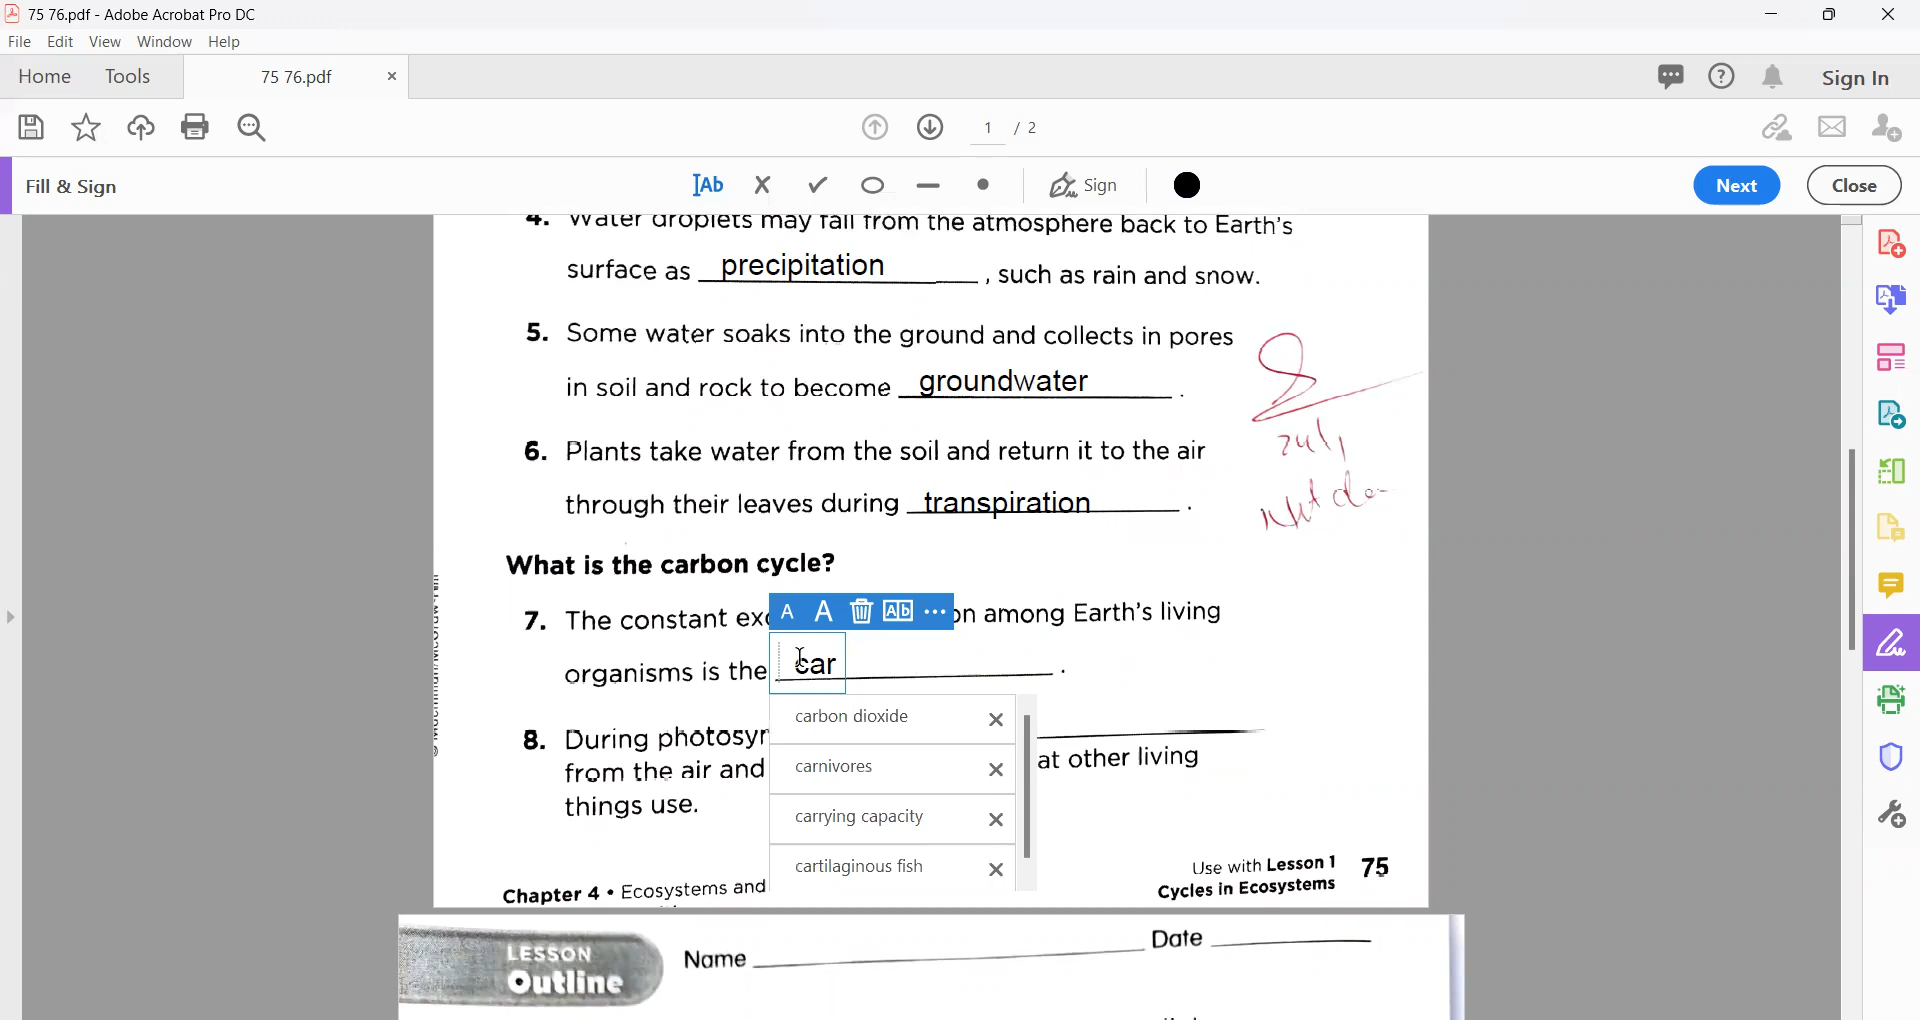 75 76.pdf - Adobe Acrobat Pro DC
File Edit View Window Help
Home Tools 75 76.pdf Sign In
1 / 2
Fill & Sign Ab Sign Next Close
4. Water droplets may fall from the atmosphere back to Earth's
surface as precipitation , such as rain and snow.
5. Some water soaks into the ground and collects in pores
in soil and rock to become groundwater .
6. Plants take water from the soil and return it to the air
through their leaves during transpiration .
What is the carbon cycle?
A A Ab ...
7. The constant exc on among Earth's living
organisms is the car .
carbon dioxide
8. During photosyn
from the air and carnivores at other living
things use. carrying capacity
cartilaginous fish
Use with Lesson 1 75
Chapter 4 • Ecosystems and Cycles in Ecosystems
LESSON
Outline
Name Date